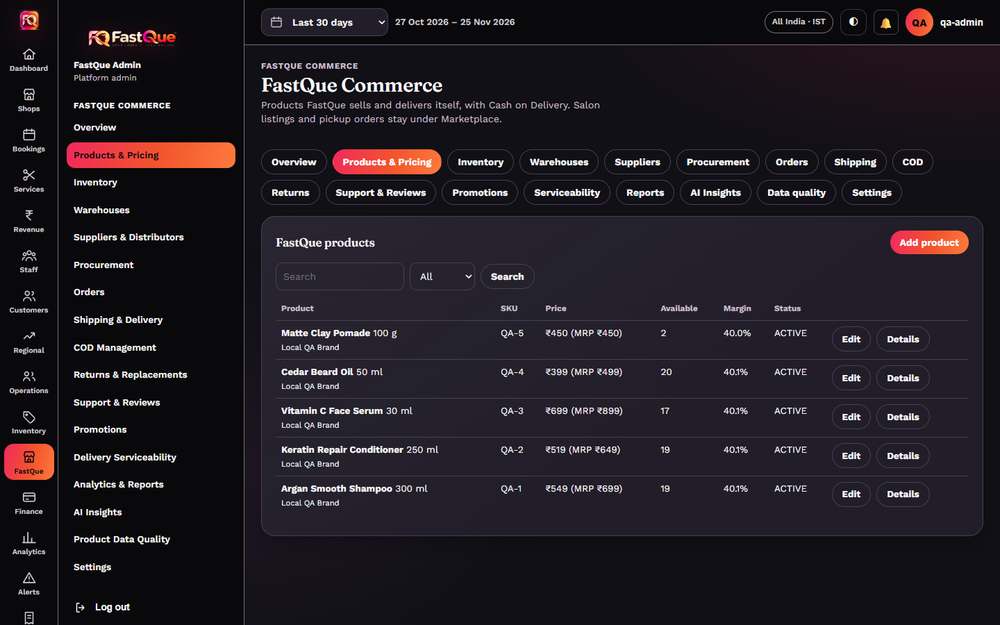 Dashboard
Shops
Bookings
Services
Revenue
Staff
Customers
Regional
Operations
Inventory
FastQue
Finance
Analytics
Alerts
FastQue
FastQue Admin
Platform admin
FASTQUE COMMERCE
Overview
Products & Pricing
Inventory
Warehouses
Suppliers & Distributors
Procurement
Orders
Shipping & Delivery
COD Management
Returns & Replacements
Support & Reviews
Promotions
Delivery Serviceability
Analytics & Reports
AI Insights
Product Data Quality
Settings
Log out
Last 30 days 27 Oct 2026 – 25 Nov 2026 All India · IST QA qa-admin
FASTQUE COMMERCE
FastQue Commerce
Products FastQue sells and delivers itself, with Cash on Delivery. Salon
listings and pickup orders stay under Marketplace.
Overview Products & Pricing Inventory Warehouses Suppliers Procurement Orders Shipping COD
Returns Support & Reviews Promotions Serviceability Reports AI Insights Data quality Settings
FastQue products Add product
Search All Search
Product SKU Price Available Margin Status
Matte Clay Pomade 100 g QA-5 ₹450 (MRP ₹450) 2 40.0% ACTIVE Edit Details
Local QA Brand
Cedar Beard Oil 50 ml QA-4 ₹399 (MRP ₹499) 20 40.1% ACTIVE Edit Details
Local QA Brand
Vitamin C Face Serum 30 ml QA-3 ₹699 (MRP ₹899) 17 40.1% ACTIVE Edit Details
Local QA Brand
Keratin Repair Conditioner 250 ml QA-2 ₹519 (MRP ₹649) 19 40.1% ACTIVE Edit Details
Local QA Brand
Argan Smooth Shampoo 300 ml QA-1 ₹549 (MRP ₹699) 19 40.1% ACTIVE Edit Details
Local QA Brand